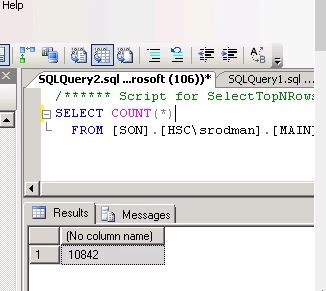 Help
SQLQuery2.sql ...rosoft (106))*
SQLQuery1.sql
/****** Script for SelectTopNRows
SELECT COUNT(*)
FROM [SON].[HSC\srodman].[MAIN]
Results
Messages
(No column name)
1 10842